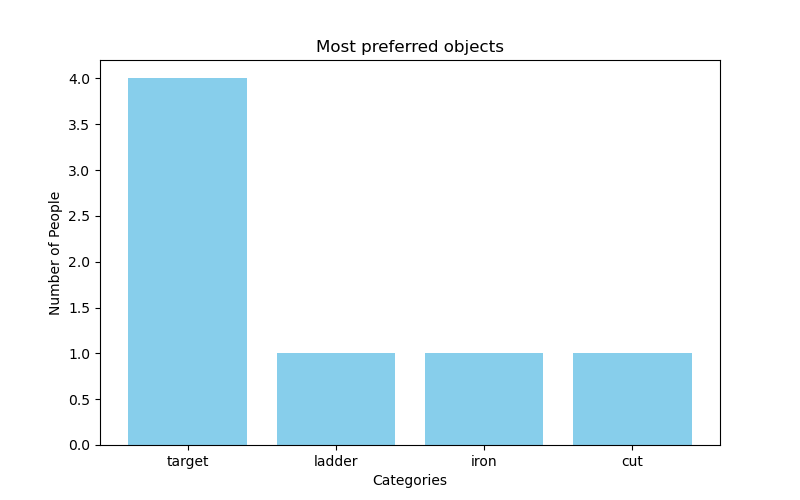 Most preferred objects
Number of People
4.0
3.5
3.0
2.5
2.0
1.5
1.0
0.5
0.0
target ladder iron cut
Categories